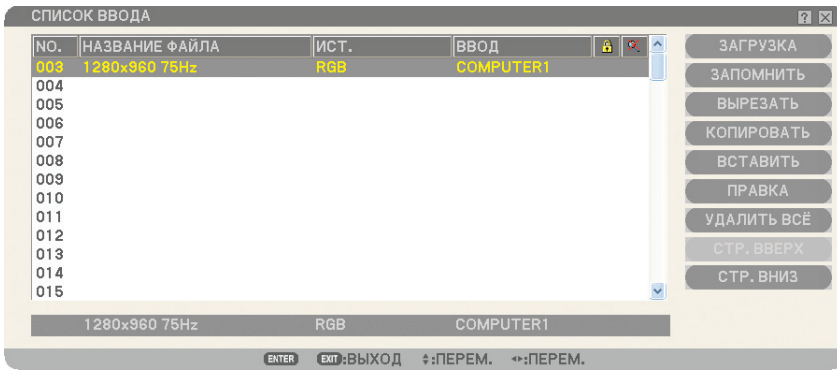 СПИСОК ВВОДА
NO. НАЗВАНИЕ ФАЙЛА ИСТ. ВВОД
003 1280x960 75Hz RGB COMPUTER1
004
005
006
007
008
009
010
011
012
013
014
015
ЗАГРУЗКА
ЗАПОМНИТЬ
ВЫРЕЗАТЬ
КОПИРОВАТЬ
ВСТАВИТЬ
ПРАВКА
УДАЛИТЬ ВСЁ
СТР. ВВЕРХ
СТР. ВНИЗ
1280x960 75Hz RGB COMPUTER1
ENTER EXIT :ВЫХОД :ПЕРЕМ. :ПЕРЕМ.